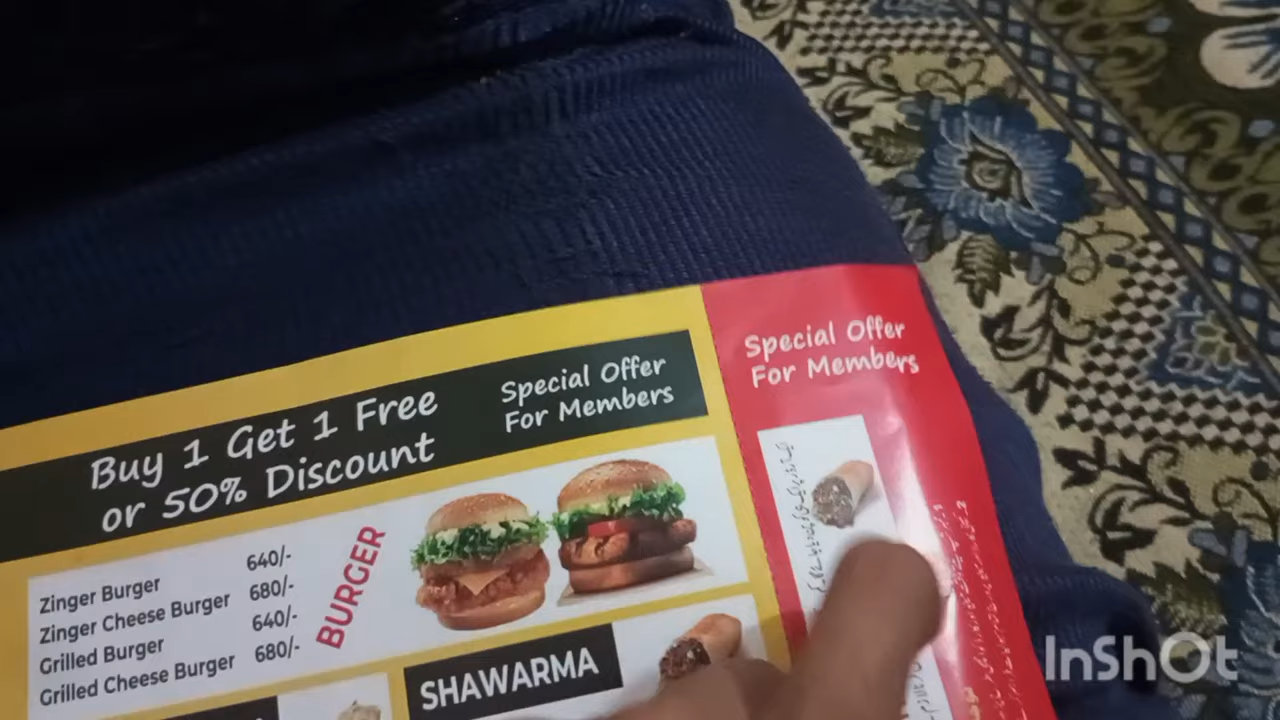 Buy 1 Get 1 Free
or 50% Discount
Special Offer
For Members
Zinger Burger 640/-
Zinger Cheese Burger 680/-
Grilled Burger 640/-
Grilled Cheese Burger 680/-
BURGER
SHAWARMA
Special Offer
For Members
InShOt